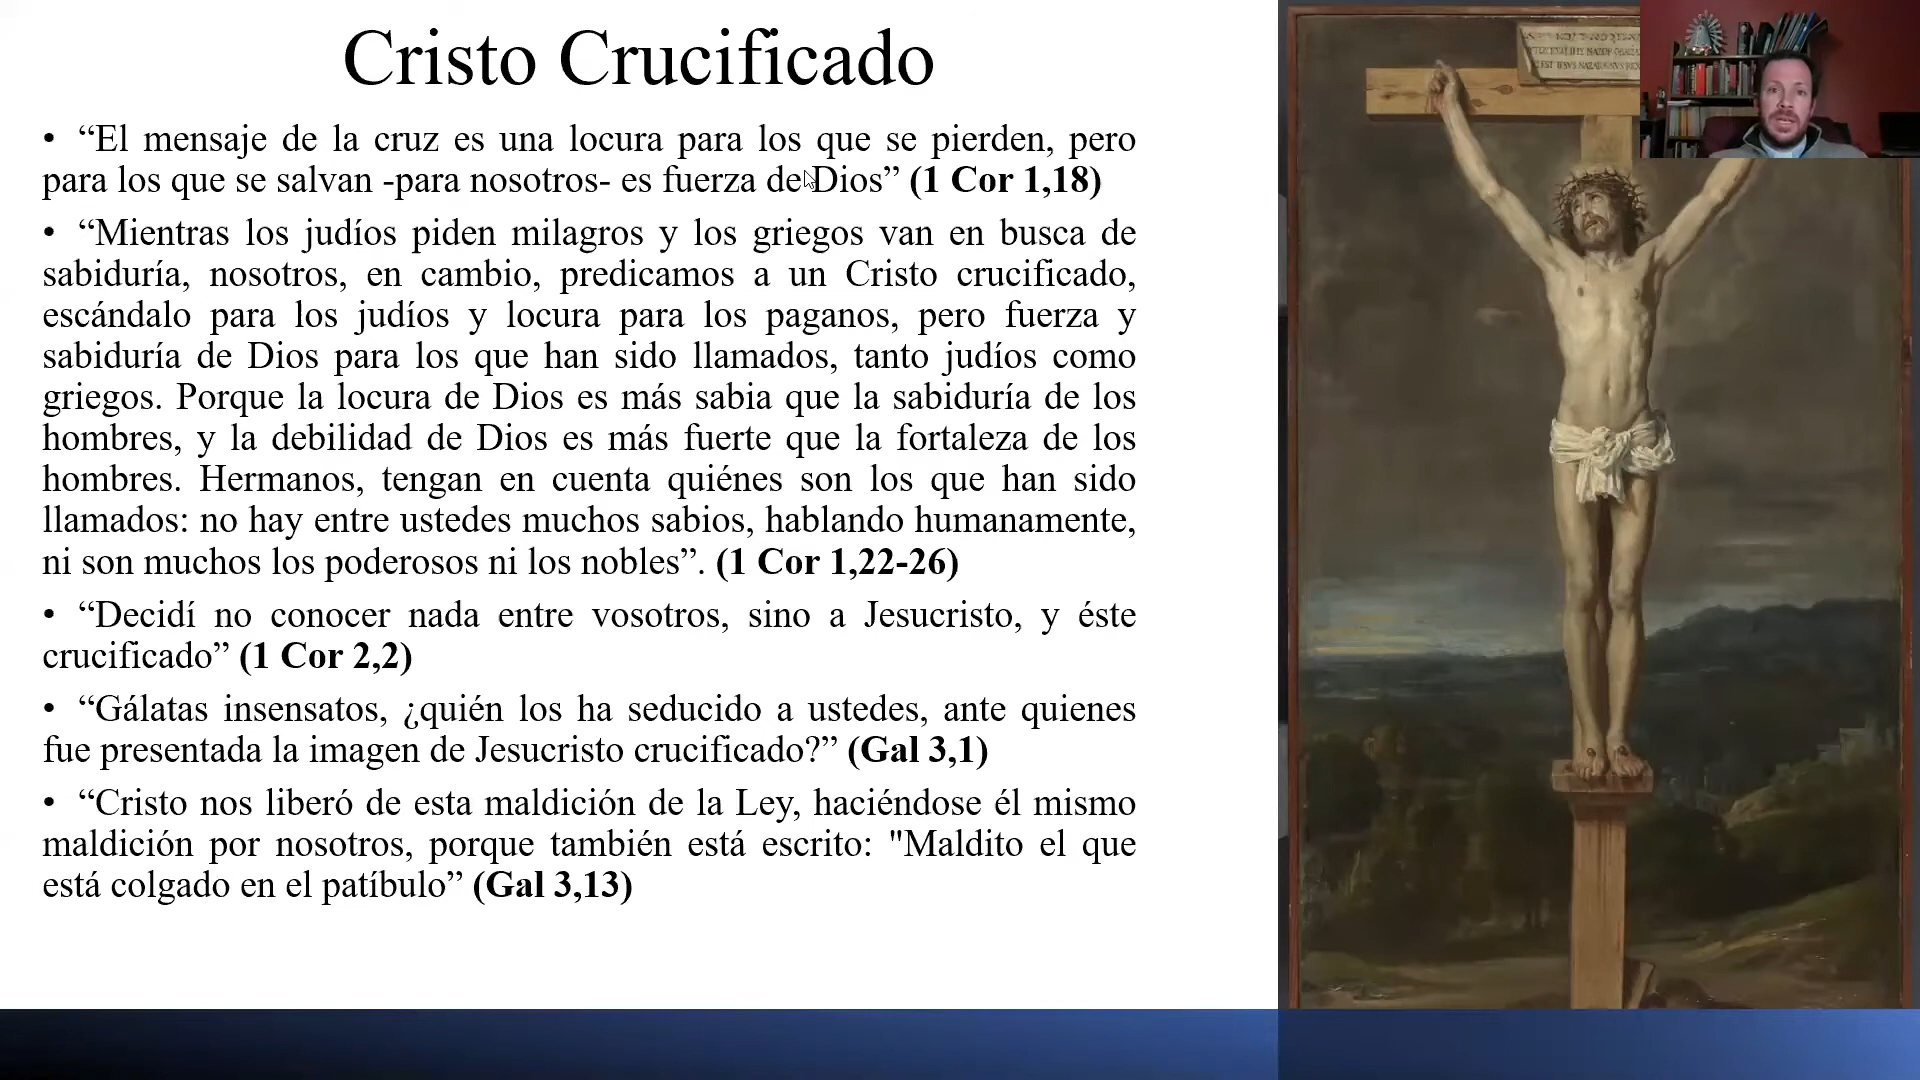 Cristo Crucificado
• “El mensaje de la cruz es una locura para los que se pierden, pero
para los que se salvan -para nosotros- es fuerza de Dios” (1 Cor 1,18)
• “Mientras los judíos piden milagros y los griegos van en busca de
sabiduría, nosotros, en cambio, predicamos a un Cristo crucificado,
escándalo para los judíos y locura para los paganos, pero fuerza y
sabiduría de Dios para los que han sido llamados, tanto judíos como
griegos. Porque la locura de Dios es más sabia que la sabiduría de los
hombres, y la debilidad de Dios es más fuerte que la fortaleza de los
hombres. Hermanos, tengan en cuenta quiénes son los que han sido
llamados: no hay entre ustedes muchos sabios, hablando humanamente,
ni son muchos los poderosos ni los nobles”. (1 Cor 1,22-26)
• “Decidí no conocer nada entre vosotros, sino a Jesucristo, y éste
crucificado” (1 Cor 2,2)
• “Gálatas insensatos, ¿quién los ha seducido a ustedes, ante quienes
fue presentada la imagen de Jesucristo crucificado?” (Gal 3,1)
• “Cristo nos liberó de esta maldición de la Ley, haciéndose él mismo
maldición por nosotros, porque también está escrito: "Maldito el que
está colgado en el patíbulo” (Gal 3,13)